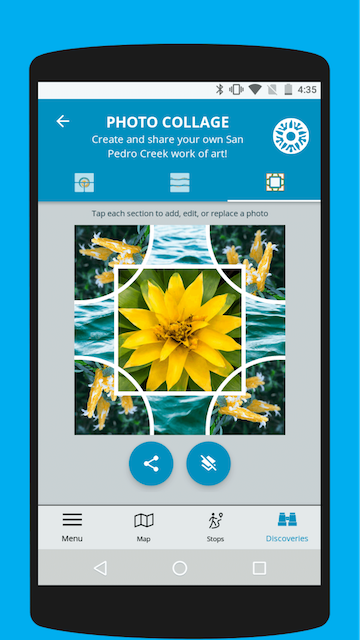 4:35
PHOTO COLLAGE
Create and share your own San
Pedro Creek work of art!
Tap each section to add, edit, or replace a photo
Menu
Map
Stops
Discoveries